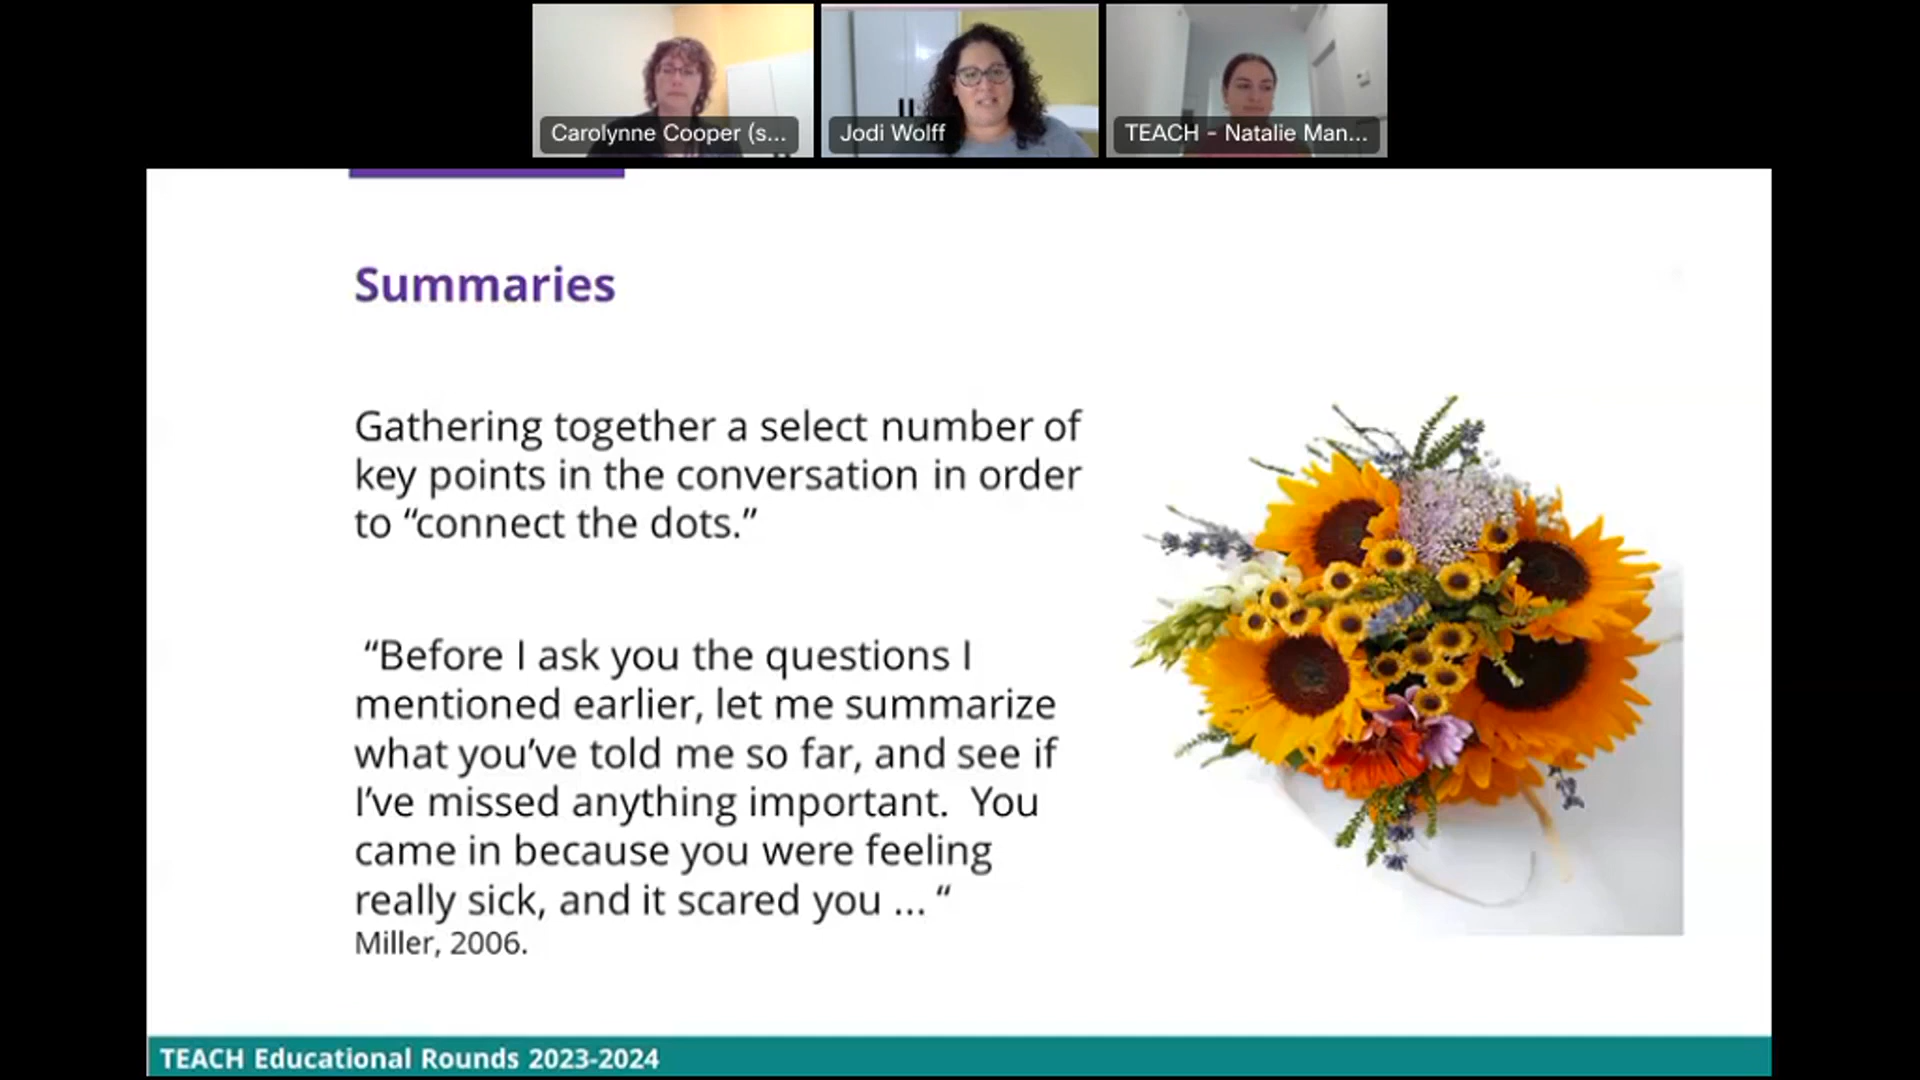 Carolynne Cooper (s...
Jodi Wolff
TEACH - Natalie Man...
Summaries
Gathering together a select number of
key points in the conversation in order
to “connect the dots.”
“Before I ask you the questions I
mentioned earlier, let me summarize
what you’ve told me so far, and see if
I’ve missed anything important.  You
came in because you were feeling
really sick, and it scared you ... “
Miller, 2006.
TEACH Educational Rounds 2023-2024